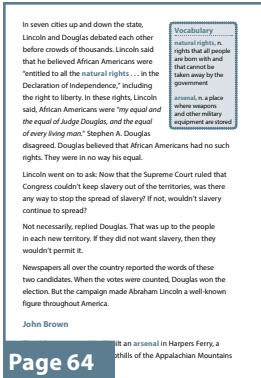 In seven cities up and down the state,
Lincoln and Douglas debated each other
before crowds of thousands. Lincoln said
that he believed African Americans were
"entitled to all the natural rights . . . in the
Declaration of Independence," including
the right to liberty. In these rights, Lincoln
said, African Americans were "my equal and
the equal of Judge Douglas, and the equal
of every living man." Stephen A. Douglas
disagreed. Douglas believed that African Americans had no such
rights. They were in no way his equal.
Vocabulary
natural rights, n.
rights that all people
are born with and
that cannot be
taken away by the
government
arsenal, n. a place
where weapons
and other military
equipment are stored
Lincoln went on to ask: Now that the Supreme Court ruled that
Congress couldn't keep slavery out of the territories, was there
any way to stop the spread of slavery? If not, wouldn't slavery
continue to spread?
Not necessarily, replied Douglas. That was up to the people
in each new territory. If they did not want slavery, then they
wouldn't permit it.
Newspapers all over the country reported the words of these
two candidates. When the votes were counted, Douglas won the
election. But the campaign made Abraham Lincoln a well-known
figure throughout America.
John Brown
an arsenal in Harpers Ferry, a
of the Appalachian Mountains
Page 64